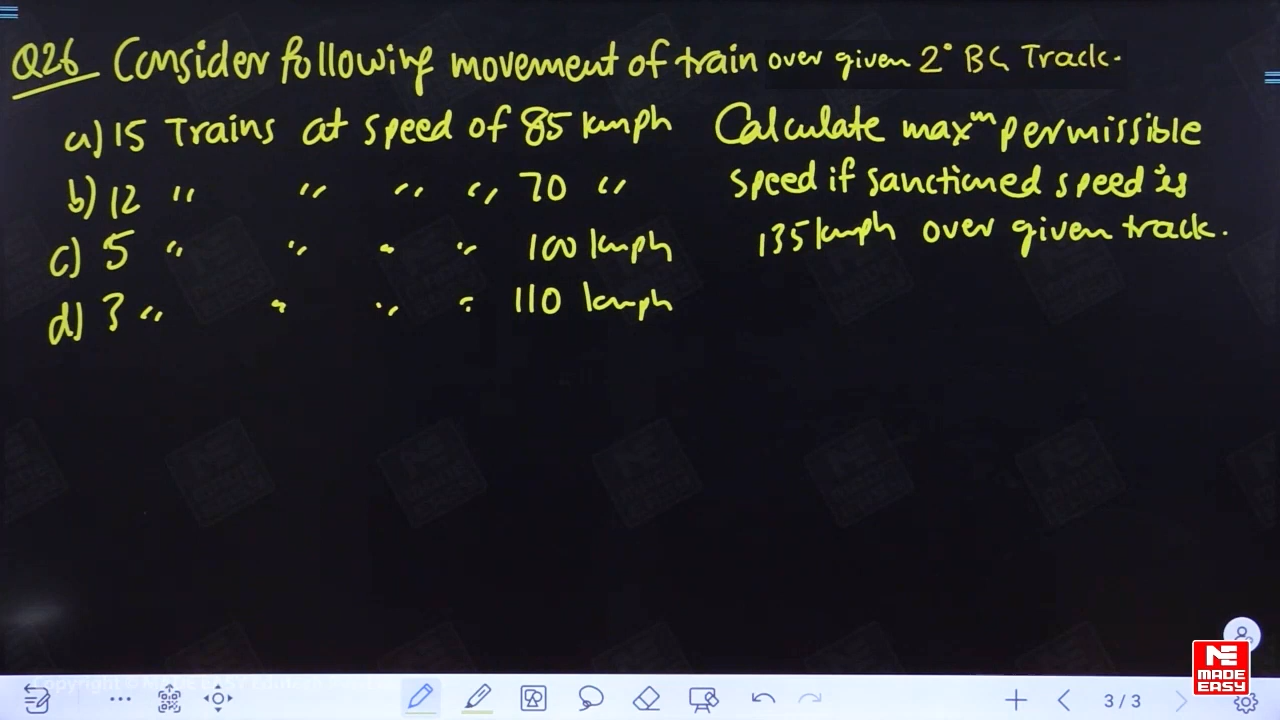 Q26 Consider following movement of train over given 2° BG Track.
a) 15 Trains at speed of 85 kmph
b) 12 " " " " 70 "
c) 5 " " " " 100 kmph
d) 3 " " " " 110 kmph
Calculate maxᵐ permissible
speed if sanctioned speed is
135 kmph over given track.
3/3
NE
MADE
EASY